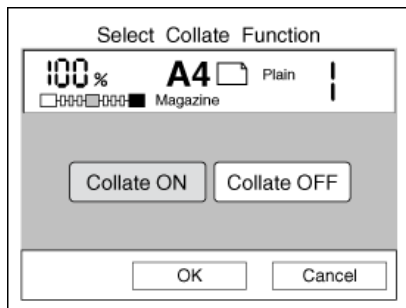 Select Collate Function
100 % A4 Plain 1
Magazine
Collate ON Collate OFF
OK Cancel